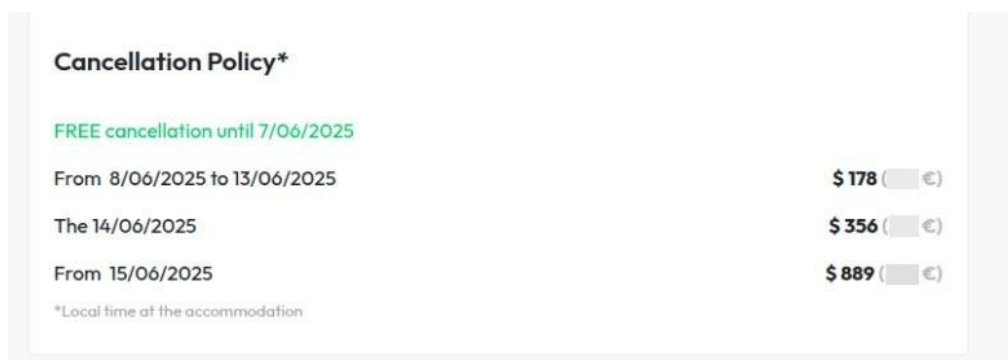 Cancellation Policy*
FREE cancellation until 7/06/2025
From 8/06/2025 to 13/06/2025 $ 178 ( €)
The 14/06/2025 $ 356 ( €)
From 15/06/2025 $ 889 ( €)
*Local time at the accommodation